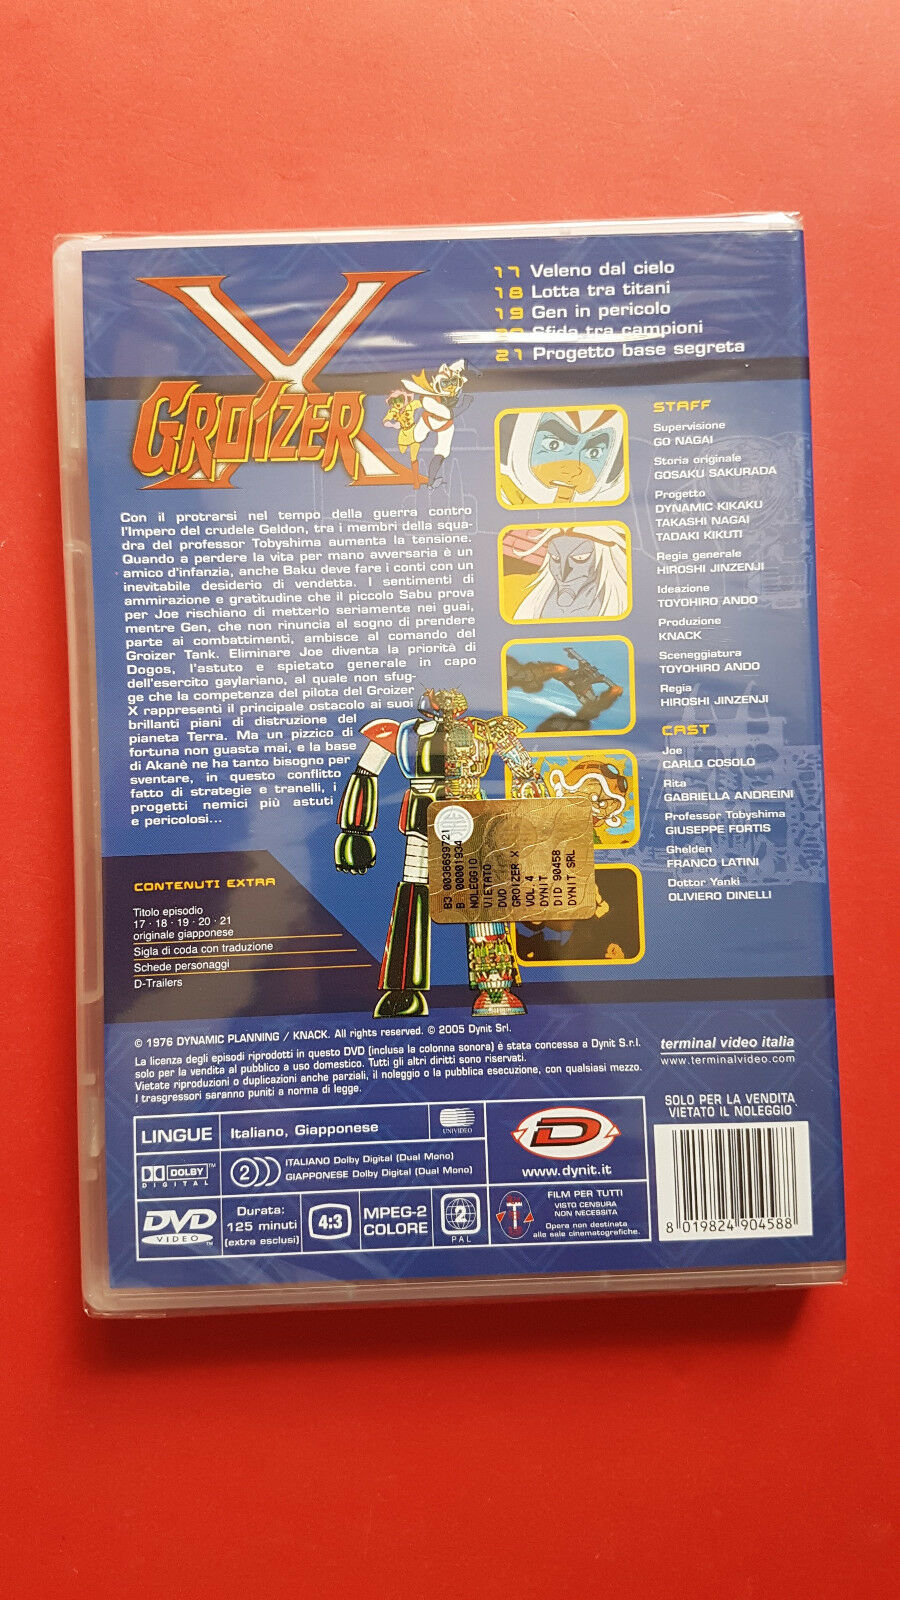 17 Veleno dal cielo
18 Lotta tra titani
19 Gen in pericolo
20 Sfida tra campioni
21 Progetto base segreta
X
GROIZER
Con il protrarsi nel tempo della guerra contro
l'Impero del crudele Geldon, tra i membri della squa-
dra del professor Tobyshima aumenta la tensione.
Quando a perdere la vita per mano avversaria è un
amico d'infanzia, anche Baku deve fare i conti con un
inevitabile desiderio di vendetta. I sentimenti di
ammirazione e gratitudine che il piccolo Sabu prova
per Joe rischiano di metterlo seriamente nei guai,
mentre Gen, che non rinuncia al sogno di prendere
parte ai combattimenti, ambisce al comando del
Groizer Tank. Eliminare Joe diventa la priorità di
Dogos, l'astuto e spietato generale in capo
dell'esercito gaylariano, al quale non sfug-
ge che la competenza del pilota del Groizer
X rappresenti il principale ostacolo ai suoi
brillanti piani di distruzione del
pianeta Terra. Ma un pizzico di
fortuna non guasta mai, e la base
di Akanè ne ha tanto bisogno per
sventare, in questo conflitto
fatto di strategie e tranelli, i
progetti nemici più astuti
e pericolosi...
STAFF
Supervisione
GO NAGAI
Storia originale
GOSAKU SAKURADA
Progetto
DYNAMIC KIKAKU
TAKASHI NAGAI
TADAKI KIKUTI
Regia generale
HIROSHI JINZENJI
Ideazione
TOYOHIRO ANDO
Produzione
KNACK
Sceneggiatura
TOYOHIRO ANDO
Regia
HIROSHI JINZENJI
CAST
Joe
CARLO COSOLO
Rita
GABRIELLA ANDREINI
Professor Tobyshima
GIUSEPPE FORTIS
Ghelden
FRANCO LATINI
Dottor Yanki
OLIVIERO DINELLI
B3 0036699721
B 00001934
NOLEGGIO
VIETATO
DVD
GROIZER X
VOL.4
DYNIT
DID 90458
DYNIT SRL
CONTENUTI EXTRA
Titolo episodio
17 · 18 · 19 · 20 · 21
originale giapponese
Sigla di coda con traduzione
Schede personaggi
D-Trailers
© 1976 DYNAMIC PLANNING / KNACK. All rights reserved. © 2005 Dynit Srl.
La licenza degli episodi riprodotti in questo DVD (inclusa la colonna sonora) è stata concessa a Dynit S.r.l.
solo per la vendita al pubblico a uso domestico. Tutti gli altri diritti sono riservati.
Vietate riproduzioni o duplicazioni anche parziali, il noleggio o la pubblica esecuzione, con qualsiasi mezzo.
I trasgressori saranno puniti a norma di legge.
terminal video italia
www.terminalvideo.com
SOLO PER LA VENDITA
VIETATO IL NOLEGGIO
8 019824 904588
LINGUE
Italiano, Giapponese
UNIVIDEO
DOLBY
DIGITAL
2
ITALIANO Dolby Digital (Dual Mono)
GIAPPONESE Dolby Digital (Dual Mono)
D
www.dynit.it
DVD
VIDEO
Durata:
125 minuti
(extra esclusi)
4:3
MPEG-2
COLORE
2
PAL
T
FILM PER TUTTI
VISTO CENSURA
NON NECESSITA
Opera non destinata
alle sale cinematografiche.